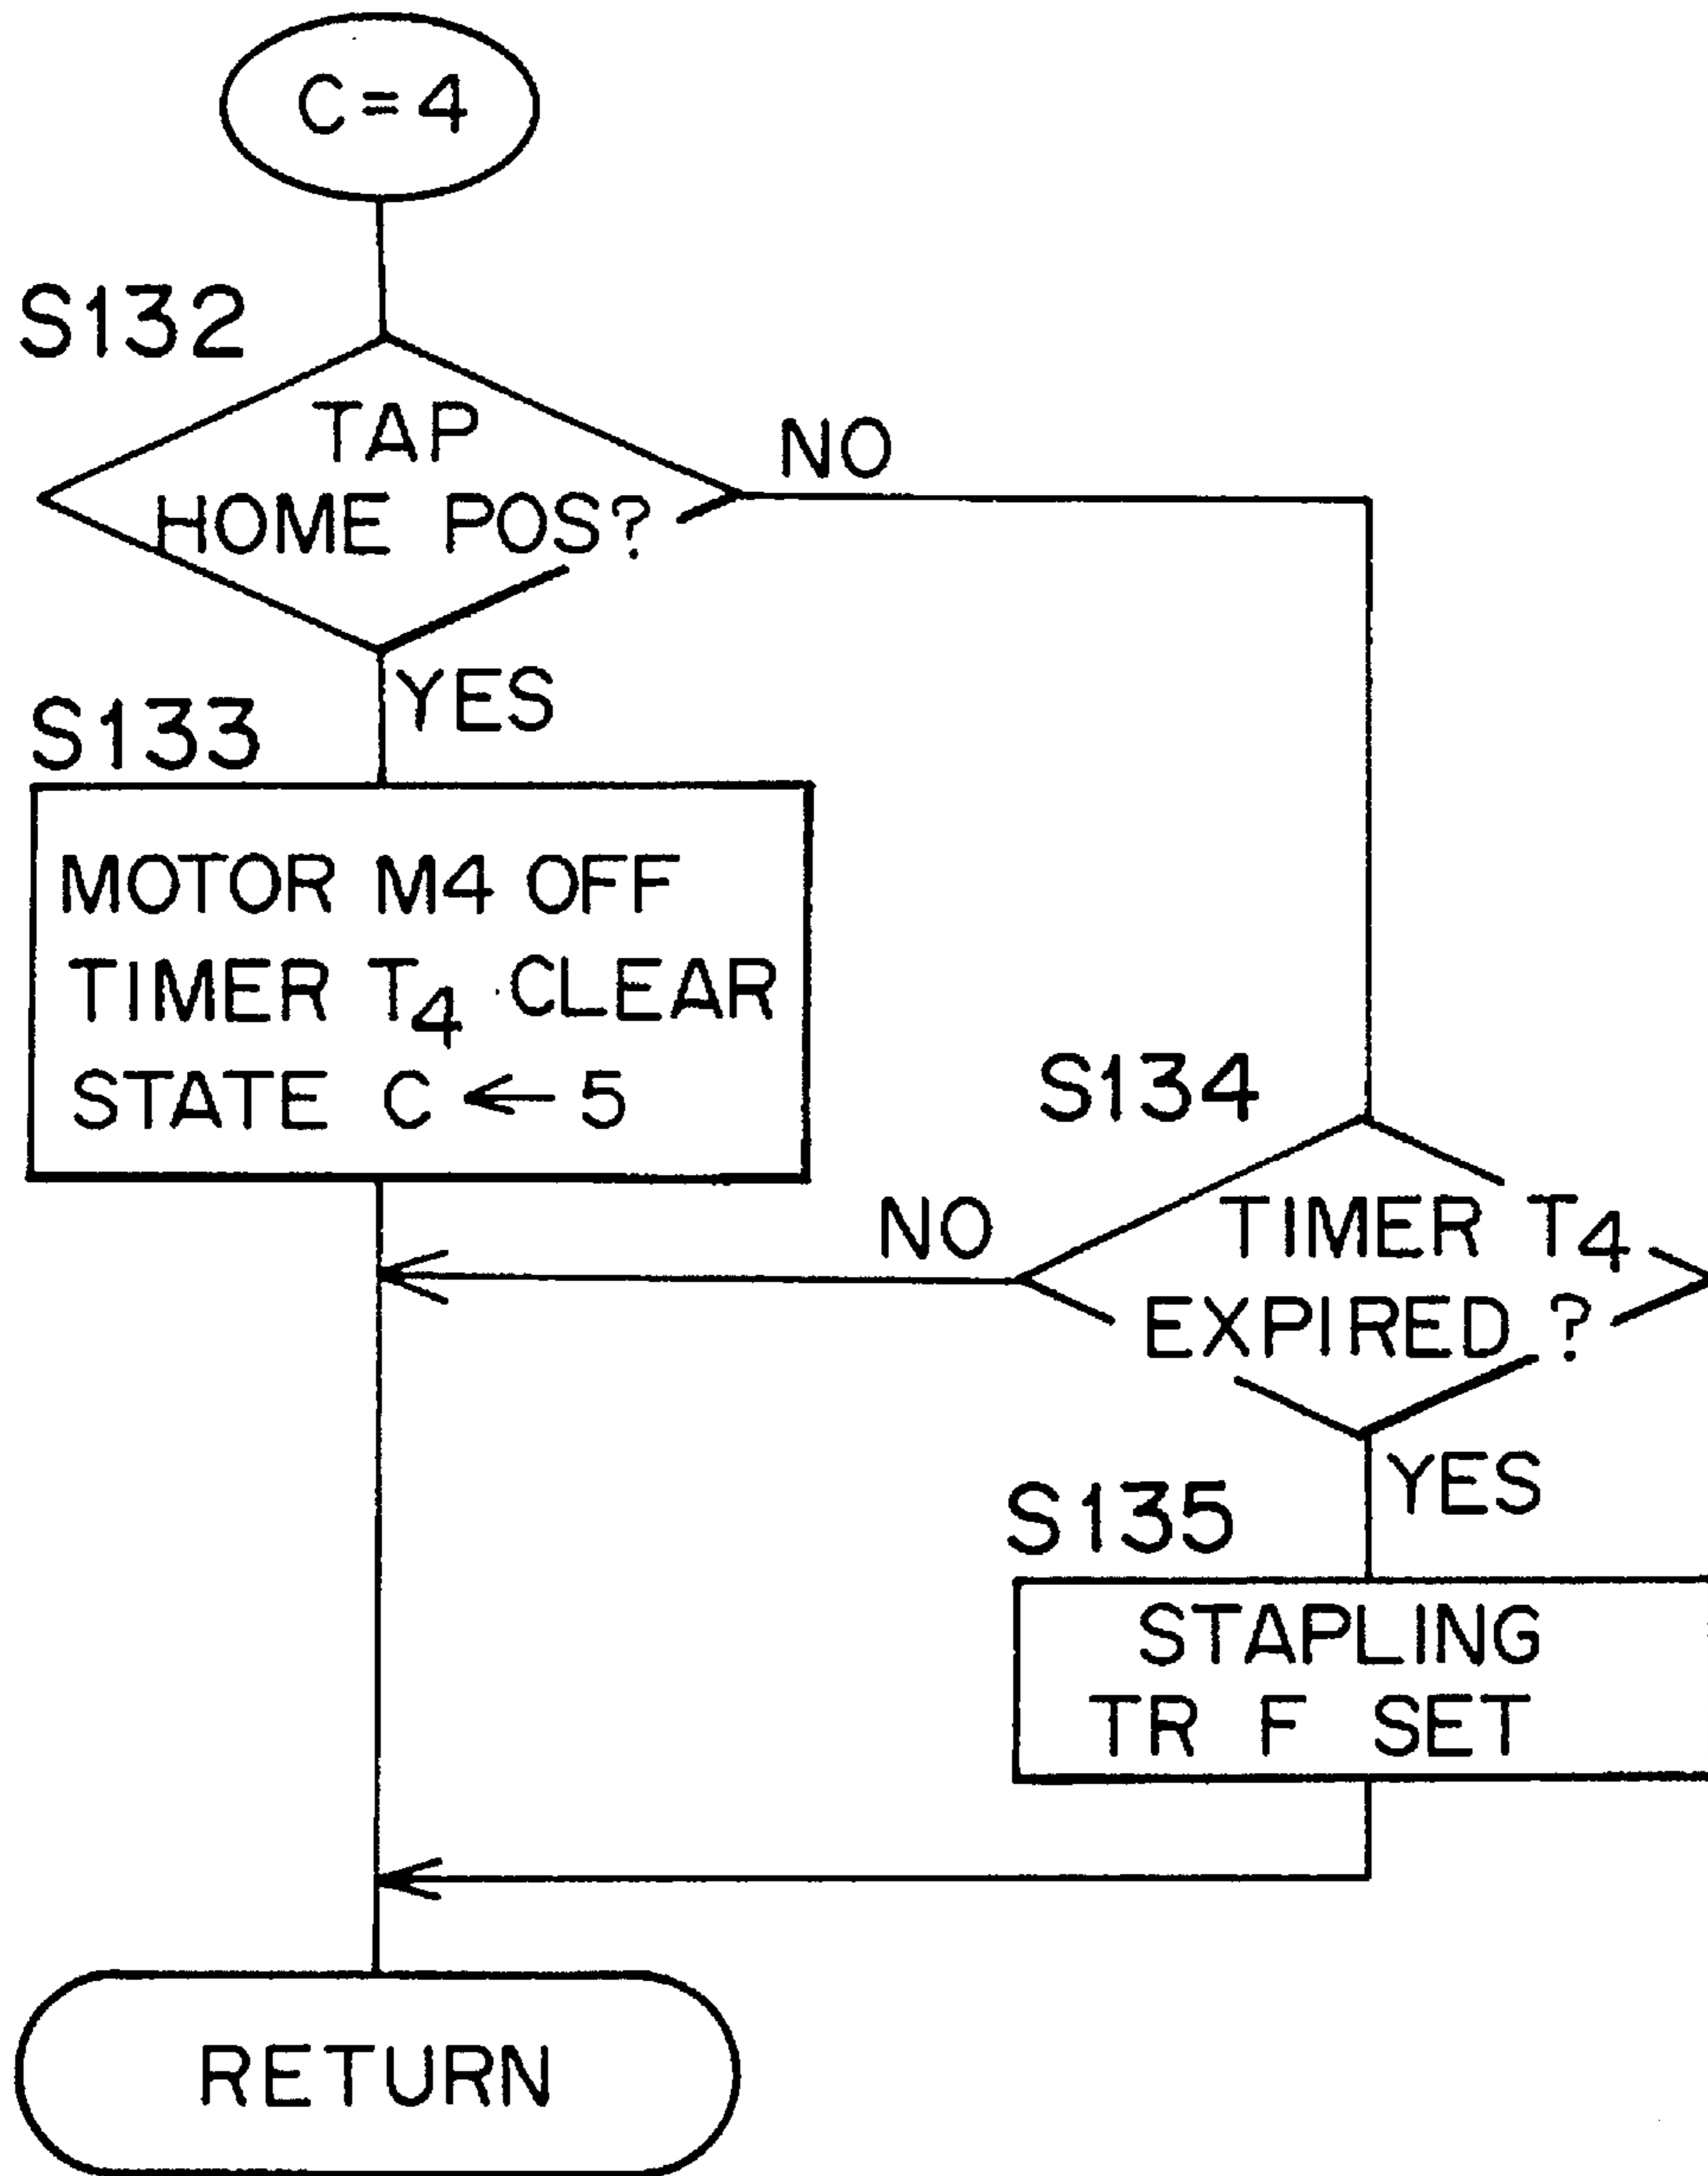 C=4
S132
TAP
HOME POS?
NO
YES
S133
MOTOR M4 OFF
TIMER T4 CLEAR
STATE C ← 5
S134
TIMER T4
EXPIRED ?
NO
YES
S135
STAPLING
TR F SET
RETURN